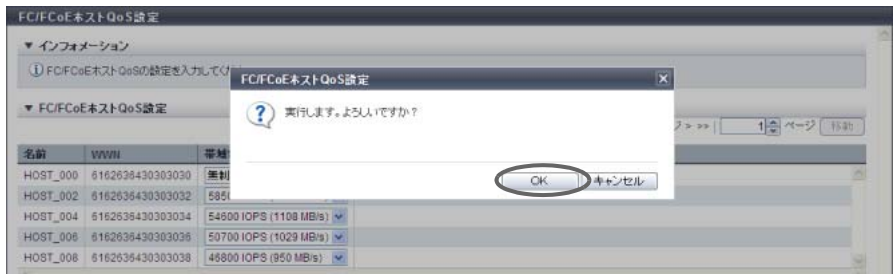 FC/FCoEホストQoS設定
▼ インフォメーション
FC/FCoEホストQoSの設定を入力してく
FC/FCoEホストQoS設定
実行します。よろしいですか?
OK キャンセル
▼ FC/FCoEホストQoS設定
ジ > >> | 1 ページ 移動
名前 WWN 帯域
HOST_000 6162636430303030 無制
HOST_002 6162636430303032 585
HOST_004 6162636430303034 54600 IOPS (1108 MB/s)
HOST_006 6162636430303036 50700 IOPS (1029 MB/s)
HOST_008 6162636430303038 46800 IOPS (950 MB/s)